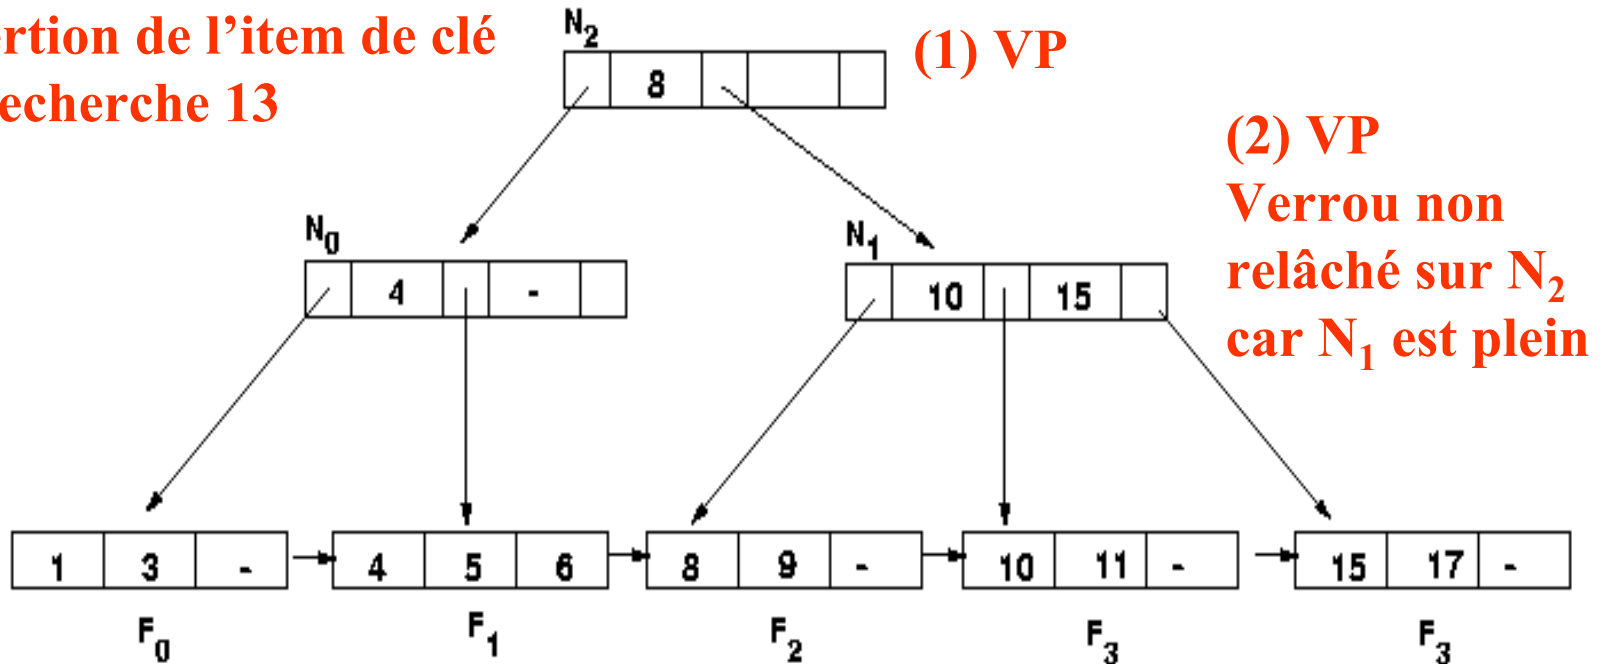 ertion de l’item de clé
echerche 13
N2
(1) VP
8
(2) VP
Verrou non
relâché sur N2
car N1 est plein
N0
N1
4 -
10 15
1 3 -
4 5 6
8 9 -
10 11 -
15 17 -
F0
F1
F2
F3
F3